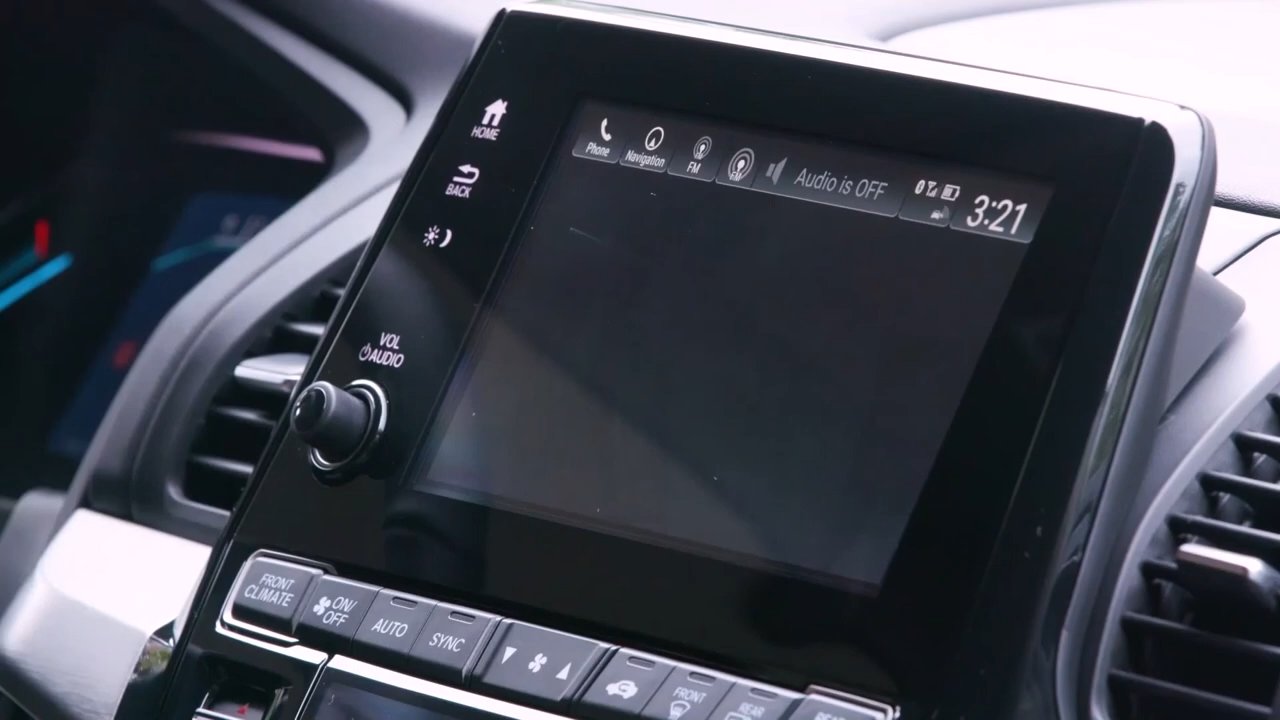 HOME
BACK
VOL
AUDIO
Phone
Navigation
FM
FM
Audio is OFF
3:21
FRONT
CLIMATE
ON/
OFF
AUTO
SYNC
FRONT
REAR
REAR